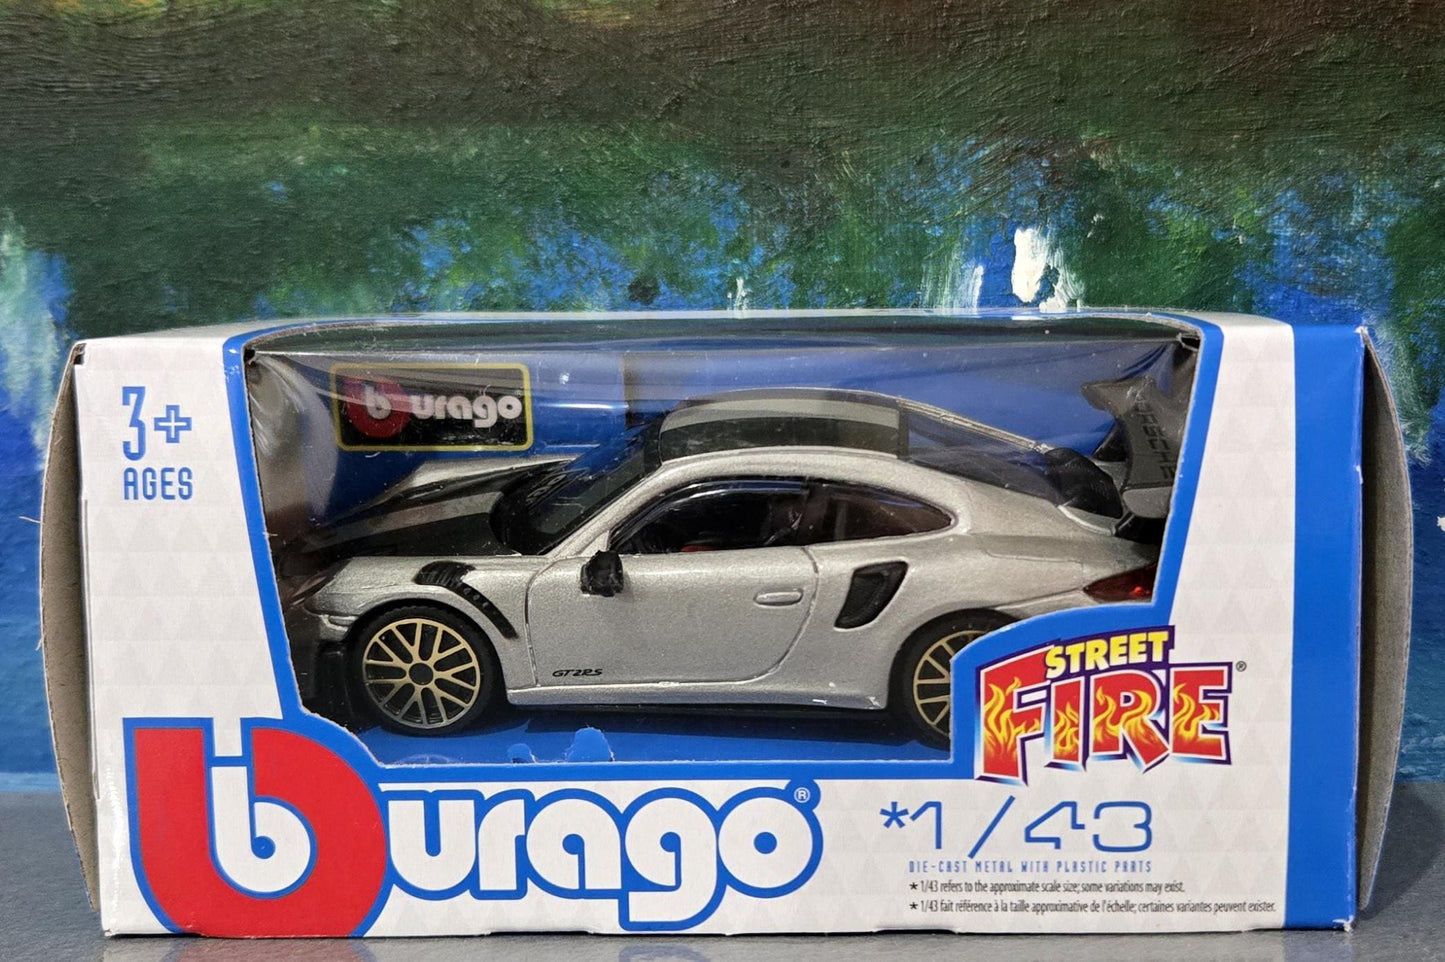 3+
AGES
burago
PORSCHE
GT2RS
STREET
FIRE®
burago®
*1/43
DIE-CAST METAL WITH PLASTIC PARTS
* 1/43 refers to the approximate scale size; some variations may exist.
* 1/43 fait référence à la taille approximative de l'échelle; certaines variantes peuvent exister.